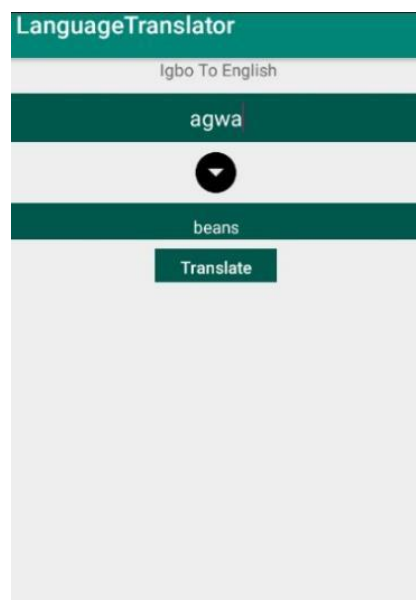 LanguageTranslator
Igbo To English
agwa
beans
Translate